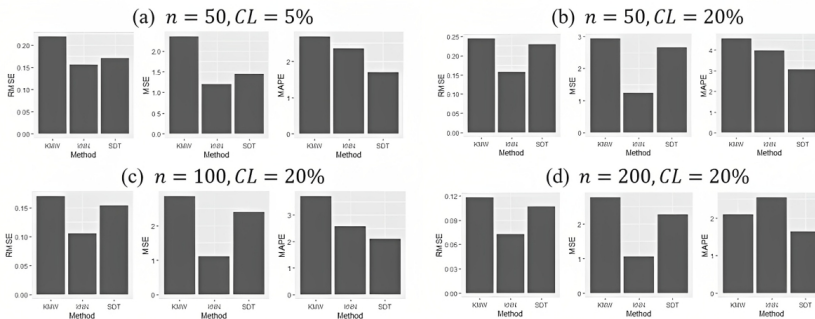 (a) n = 50, CL = 5%
RMSE
0.20
0.15
0.10
0.05
0.00
KMW kNN SDT
Method
MSE
2.0
1.5
1.0
0.5
0.0
KMW kNN SDT
Method
MAPE
2
1
0
KMW kNN SDT
Method
(b) n = 50, CL = 20%
RMSE
0.25
0.20
0.15
0.10
0.05
0.00
KMW kNN SDT
Method
MSE
3
2
1
0
KMW kNN SDT
Method
MAPE
4
3
2
1
0
KMW kNN SDT
Method
(c) n = 100, CL = 20%
RMSE
0.15
0.10
0.05
0.00
KMW kNN SDT
Method
MSE
2
1
0
KMW kNN SDT
Method
MAPE
3
2
1
0
KMW kNN SDT
Method
(d) n = 200, CL = 20%
RMSE
0.12
0.09
0.06
0.03
0.00
KMW kNN SDT
Method
MSE
2
1
0
KMW kNN SDT
Method
MAPE
2
1
0
KMW kNN SDT
Method